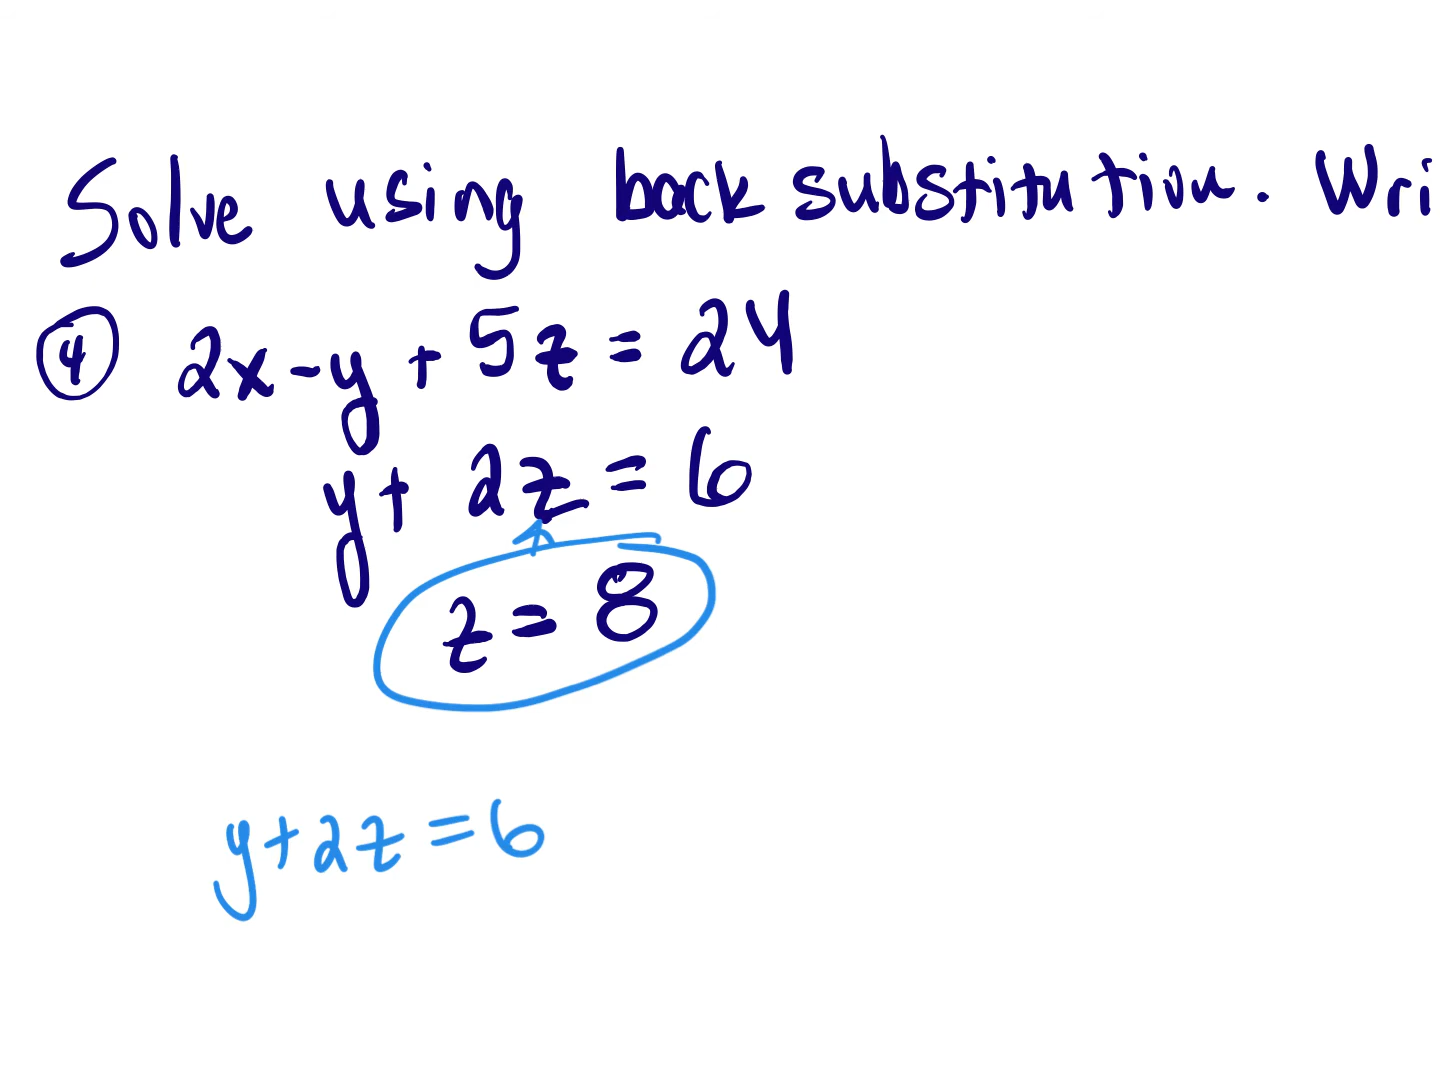 Solve using back substitution. Wri
④ 2x-y + 5z = 24
y + 2z = 6
z = 8
y+2z = 6